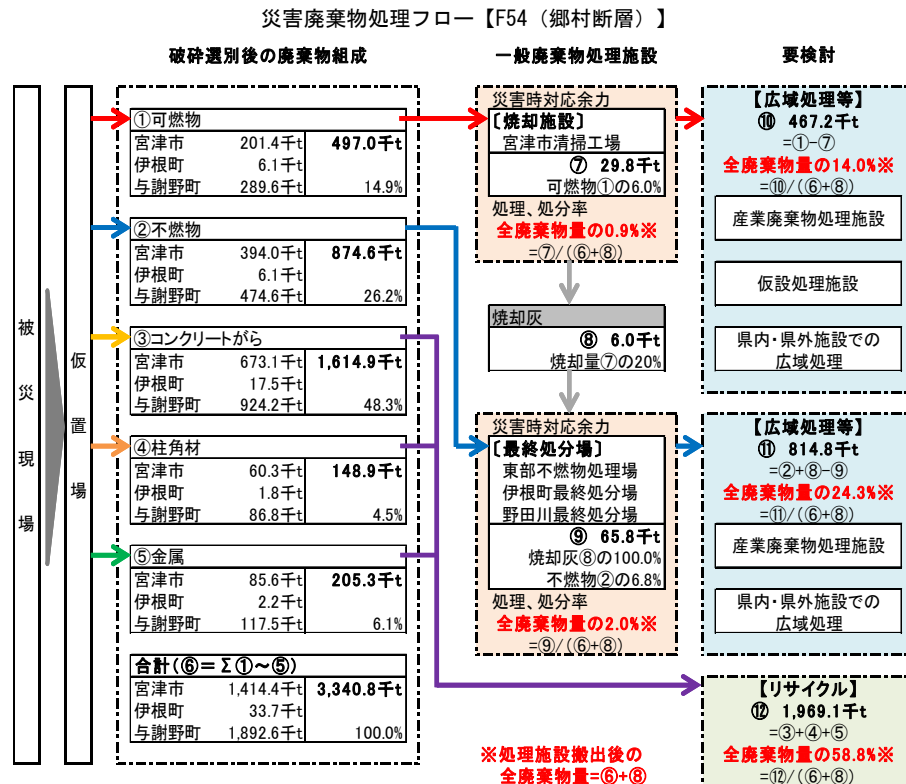 災害廃棄物処理フロー【F54（郷村断層）】
破砕選別後の廃棄物組成
一般廃棄物処理施設
要検討
被災現場
仮置場
①可燃物
宮津市 201.4千t 497.0千t
伊根町 6.1千t
与謝野町 289.6千t 14.9%
②不燃物
宮津市 394.0千t 874.6千t
伊根町 6.1千t
与謝野町 474.6千t 26.2%
③コンクリートがら
宮津市 673.1千t 1,614.9千t
伊根町 17.5千t
与謝野町 924.2千t 48.3%
④柱角材
宮津市 60.3千t 148.9千t
伊根町 1.8千t
与謝野町 86.8千t 4.5%
⑤金属
宮津市 85.6千t 205.3千t
伊根町 2.2千t
与謝野町 117.5千t 6.1%
合計(⑥=Σ①～⑤)
宮津市 1,414.4千t 3,340.8千t
伊根町 33.7千t
与謝野町 1,892.6千t 100.0%
災害時対応余力
〔焼却施設〕
宮津市清掃工場
⑦ 29.8千t
可燃物①の6.0%
処理、処分率
全廃棄物量の0.9%※
=⑦/(⑥+⑧)
焼却灰
⑧ 6.0千t
焼却量⑦の20%
災害時対応余力
〔最終処分場〕
東部不燃物処理場
伊根町最終処分場
野田川最終処分場
⑨ 65.8千t
焼却灰⑧の100.0%
不燃物②の6.8%
処理、処分率
全廃棄物量の2.0%※
=⑨/(⑥+⑧)
【広域処理等】
⑩ 467.2千t
=①-⑦
全廃棄物量の14.0%※
=⑩/(⑥+⑧)
産業廃棄物処理施設
仮設処理施設
県内・県外施設での
広域処理
【広域処理等】
⑪ 814.8千t
=②+⑧-⑨
全廃棄物量の24.3%※
=⑪/(⑥+⑧)
産業廃棄物処理施設
県内・県外施設での
広域処理
【リサイクル】
⑫ 1,969.1千t
=③+④+⑤
全廃棄物量の58.8%※
=⑫/(⑥+⑧)
※処理施設搬出後の
全廃棄物量=⑥+⑧